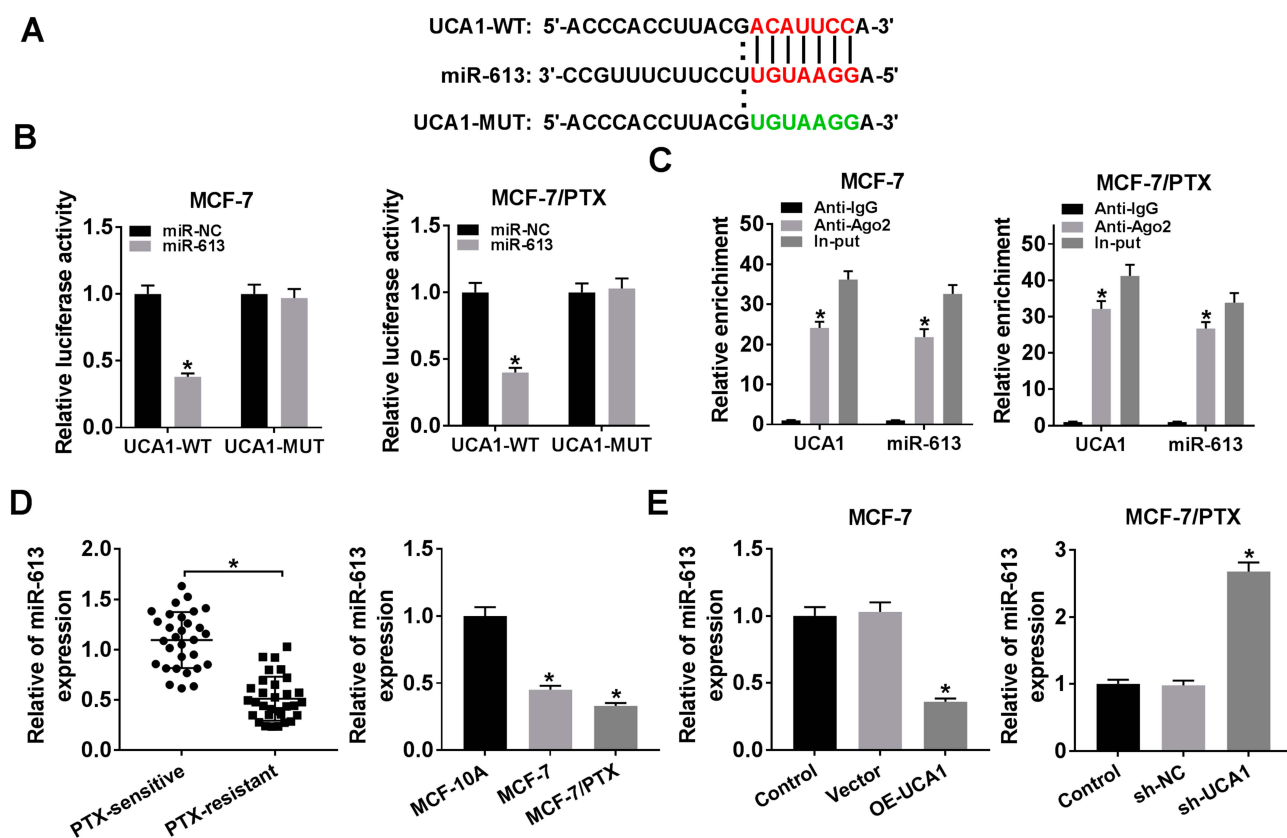 A
UCA1-WT: 5'-ACCCACCUUACGACAUUCCA-3'
miR-613: 3'-CCGUUUCUUCCUUGUAAGGA-5'
UCA1-MUT: 5'-ACCCACCUUACGUGUAAGGA-3'
B
MCF-7
Relative luciferase activity
1.5
1.0
0.5
0.0
miR-NC
miR-613
*
UCA1-WT UCA1-MUT
MCF-7/PTX
Relative luciferase activity
1.5
1.0
0.5
0.0
miR-NC
miR-613
*
UCA1-WT UCA1-MUT
C
MCF-7
Relative enrichiment
50
40
30
20
10
0
Anti-IgG
Anti-Ago2
In-put
* *
UCA1 miR-613
MCF-7/PTX
Relative enrichiment
50
40
30
20
10
0
Anti-IgG
Anti-Ago2
In-put
* *
UCA1 miR-613
D
Relative of miR-613
expression
2.0
1.5
1.0
0.5
0.0
*
PTX-sensitive
PTX-resistant
Relative of miR-613
expression
1.5
1.0
0.5
0.0
* *
MCF-10A
MCF-7
MCF-7/PTX
E
MCF-7
Relative of miR-613
expression
1.5
1.0
0.5
0.0
*
Control
Vector
OE-UCA1
MCF-7/PTX
Relative of miR-613
expression
3
2
1
0
*
Control
sh-NC
sh-UCA1